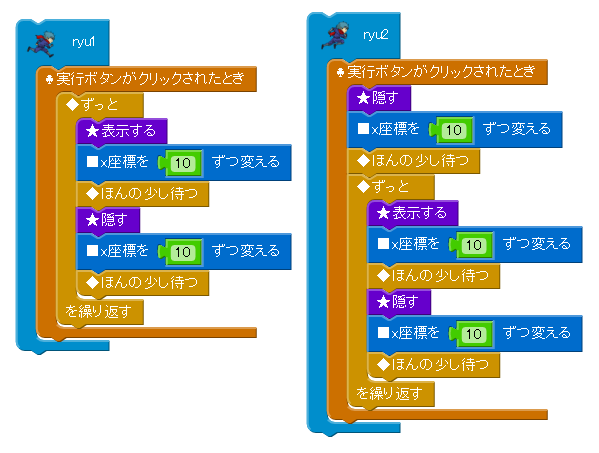 ryu1
♣実行ボタンがクリックされたとき
◆ずっと
★表示する
■x座標を 10 ずつ変える
◆ほんの少し待つ
★隠す
■x座標を 10 ずつ変える
◆ほんの少し待つ
を繰り返す
ryu2
♣実行ボタンがクリックされたとき
★隠す
■x座標を 10 ずつ変える
◆ほんの少し待つ
◆ずっと
★表示する
■x座標を 10 ずつ変える
◆ほんの少し待つ
★隠す
■x座標を 10 ずつ変える
◆ほんの少し待つ
を繰り返す